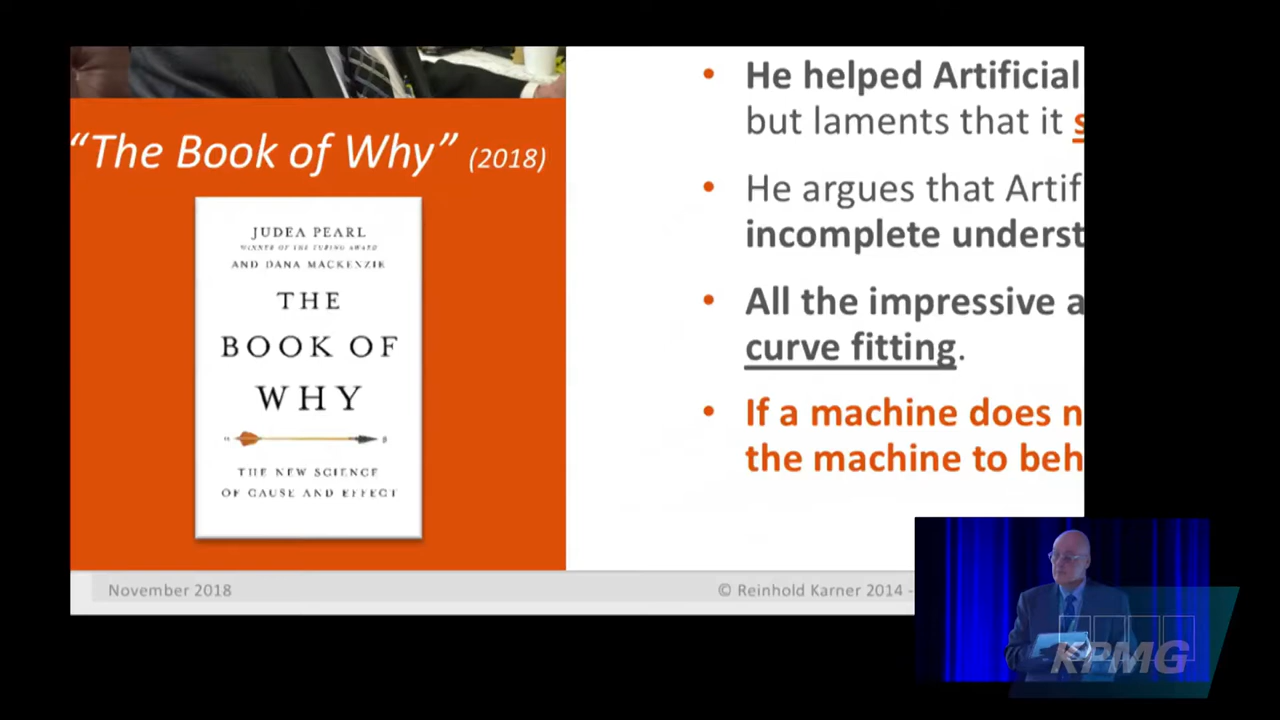 “The Book of Why” (2018)
JUDEA PEARL
WINNER OF THE TURING AWARD
AND DANA MACKENZIE
THE
BOOK OF
WHY
THE NEW SCIENCE
OF CAUSE AND EFFECT
• He helped Artificial
but laments that it s
• He argues that Artif
incomplete underst
• All the impressive a
curve fitting.
• If a machine does n
the machine to beh
November 2018
© Reinhold Karner 2014 -
KPMG